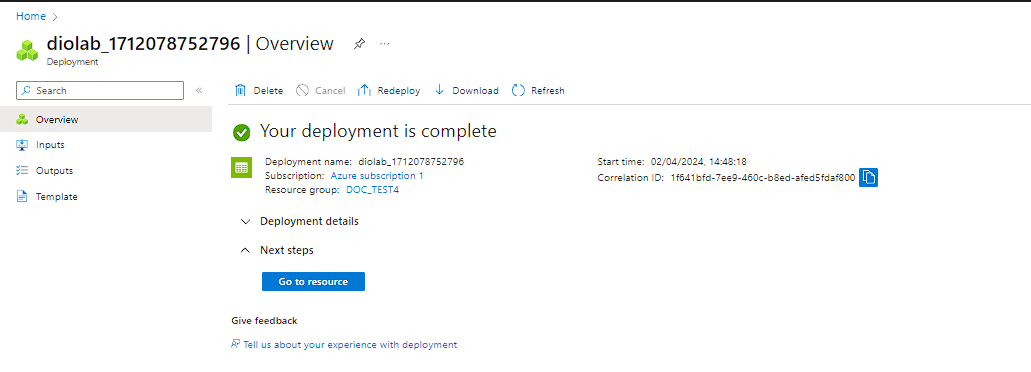 Home >
diolab_1712078752796 | Overview ...
Deployment
Search «
Delete Cancel Redeploy Download Refresh
Overview
Inputs
Outputs
Template
Your deployment is complete
Deployment name: diolab_1712078752796
Subscription: Azure subscription 1
Resource group: DOC_TEST4
Start time: 02/04/2024, 14:48:18
Correlation ID: 1f641bfd-7ee9-460c-b8ed-afed5fdaf800
Deployment details
Next steps
Go to resource
Give feedback
Tell us about your experience with deployment